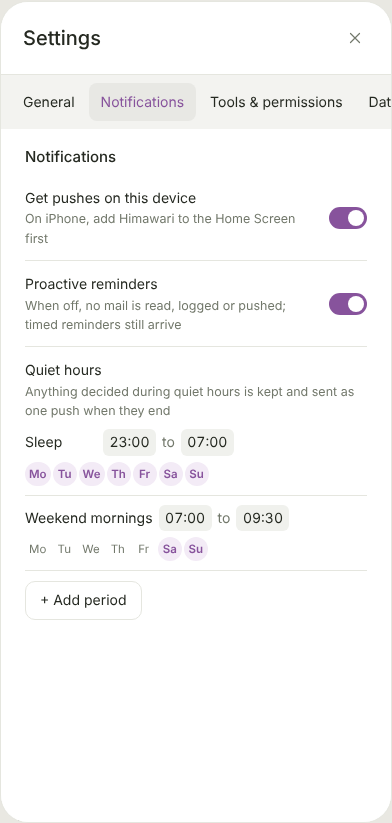 Settings
General Notifications Tools & permissions Dat
Notifications
Get pushes on this device
On iPhone, add Himawari to the Home Screen
first
Proactive reminders
When off, no mail is read, logged or pushed;
timed reminders still arrive
Quiet hours
Anything decided during quiet hours is kept and sent as
one push when they end
Sleep 23:00 to 07:00
Mo Tu We Th Fr Sa Su
Weekend mornings 07:00 to 09:30
Mo Tu We Th Fr Sa Su
+ Add period